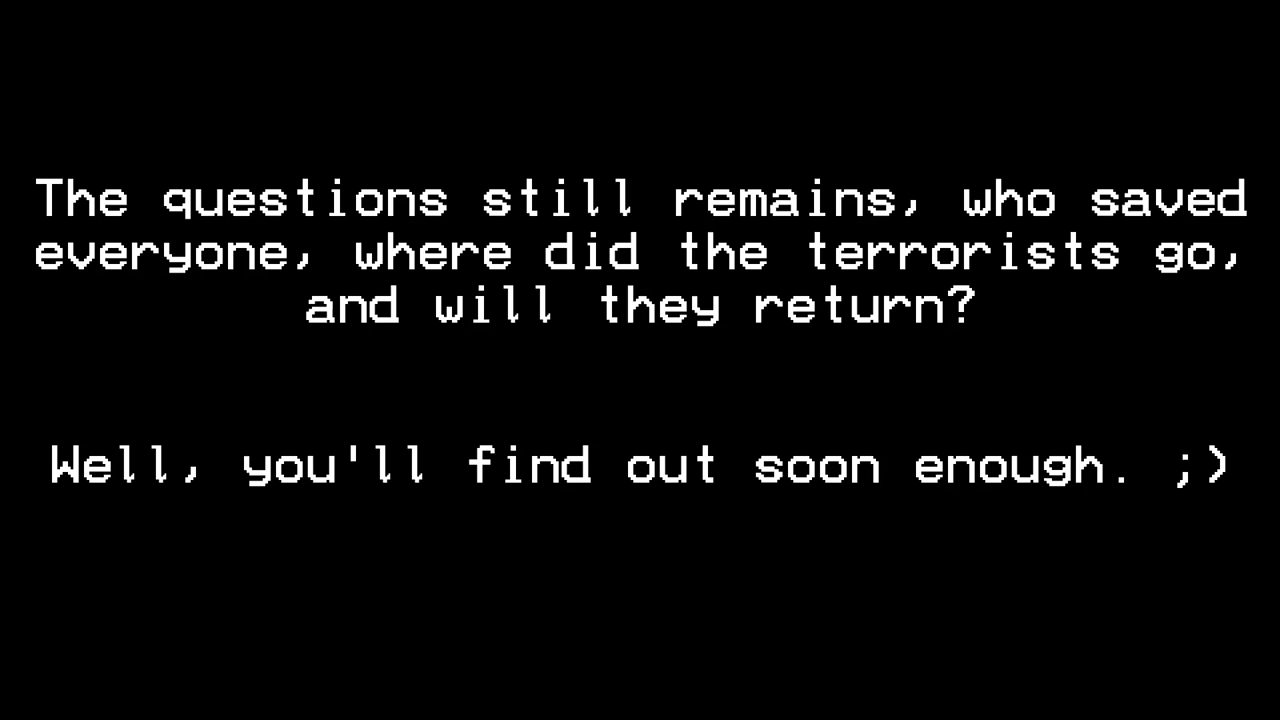 The questions still remains, who saved
everyone, where did the terrorists go,
and will they return?
Well, you'll find out soon enough. ;)